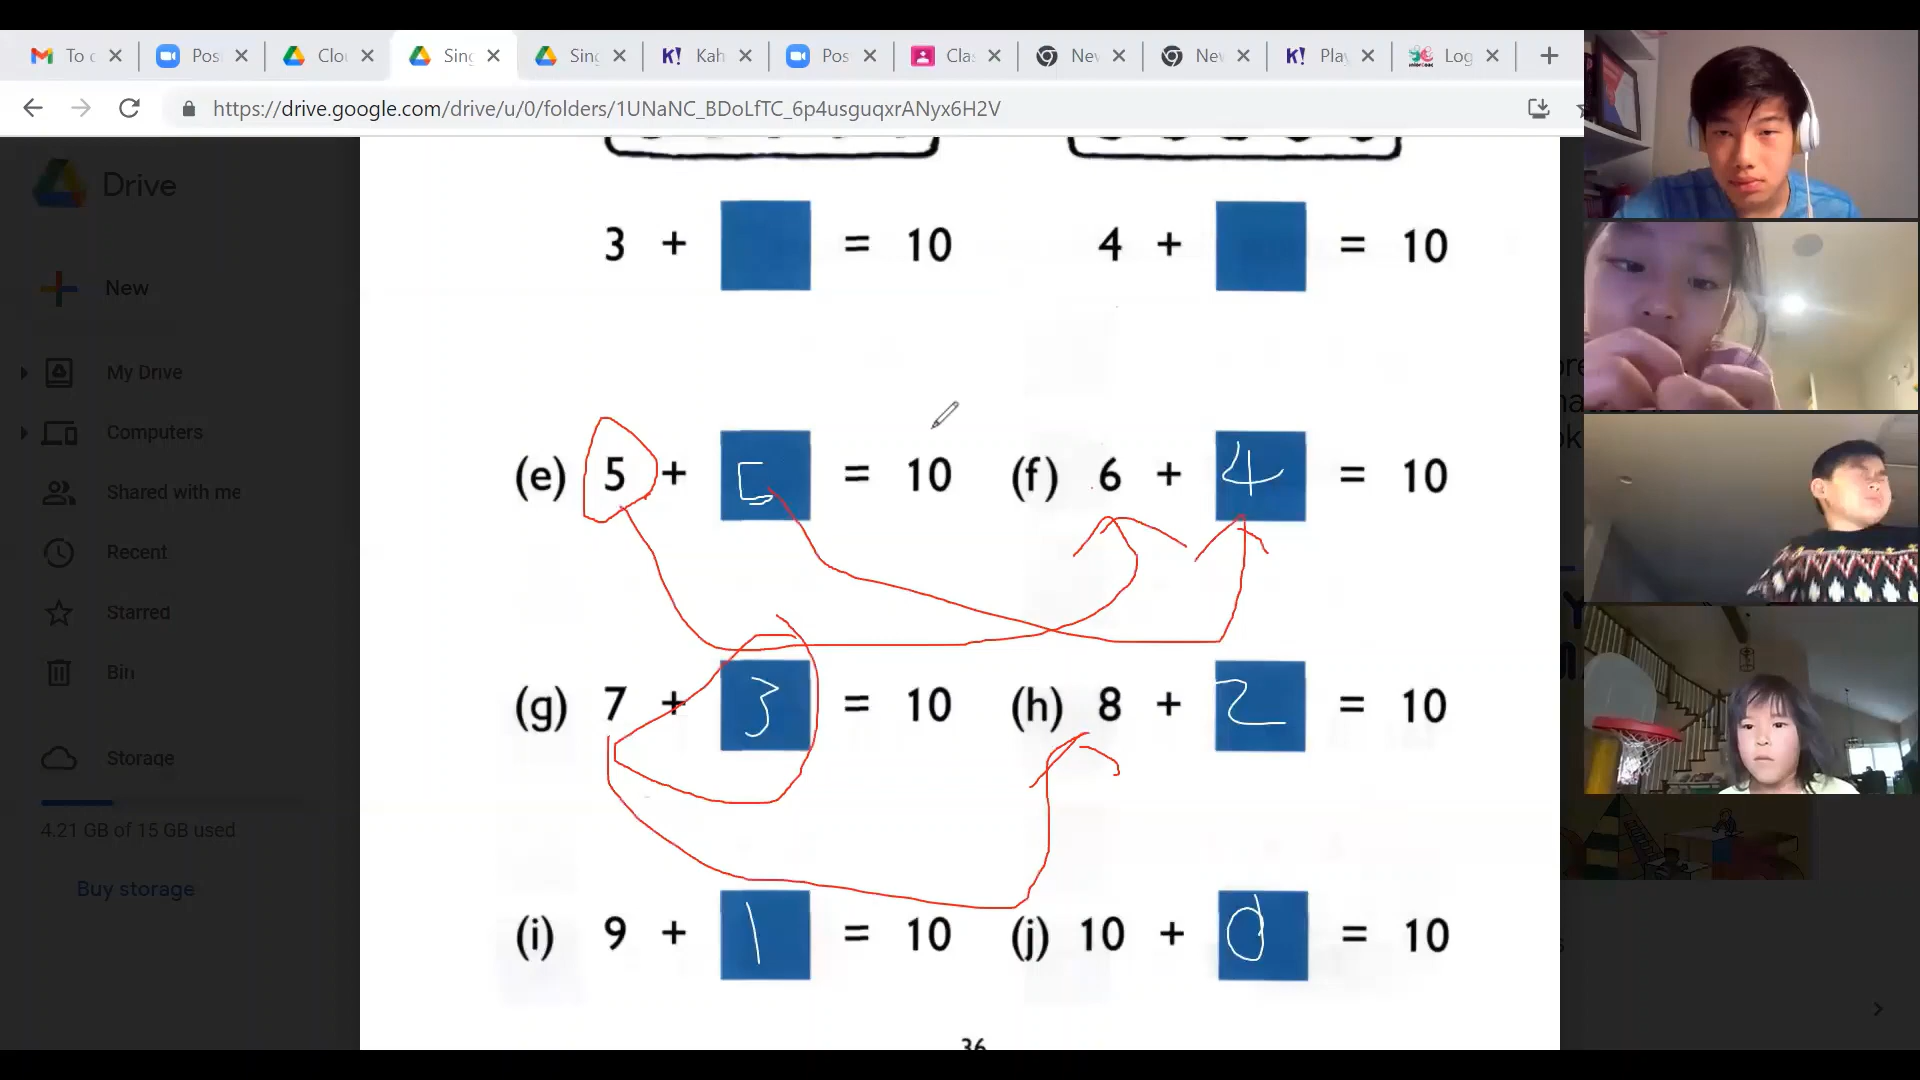 To Pos Clo Sing Sing Kah Pos Clas Nev Nev Play Log
https://drive.google.com/drive/u/0/folders/1UNaNC_BDoLfTC_6p4usguqxrANyx6H2V
Drive
New
My Drive
Computers
Shared with me
Recent
Starred
Bin
Storage
4.21 GB of 15 GB used
Buy storage
3 + = 10 4 + = 10
(e) 5 + 5 = 10 (f) 6 + 4 = 10
(g) 7 + 3 = 10 (h) 8 + 2 = 10
(i) 9 + 1 = 10 (j) 10 + 0 = 10
36